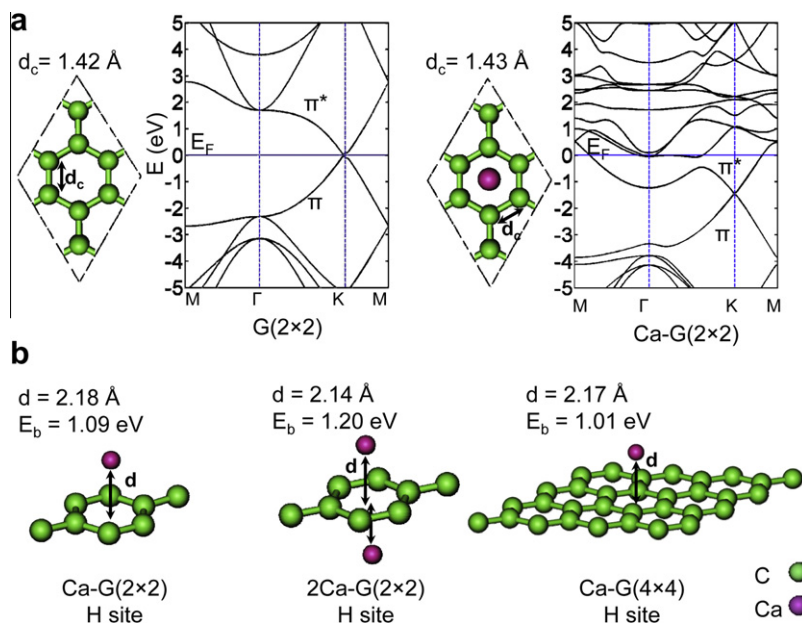 a
d_c = 1.42 Å
E (eV)
5
4
3
2
1
0
-1
-2
-3
-4
-5
π*
E_F
π
M Γ K M
G(2×2)
d_c
d_c = 1.43 Å
d_c
5
4
3
2
1
0
-1
-2
-3
-4
-5
E_F
π*
π
M Γ K M
Ca-G(2×2)
b
d = 2.18 Å
E_b = 1.09 eV
d
Ca-G(2×2)
H site
d = 2.14 Å
E_b = 1.20 eV
d
2Ca-G(2×2)
H site
d = 2.17 Å
E_b = 1.01 eV
d
Ca-G(4×4)
H site
C
Ca